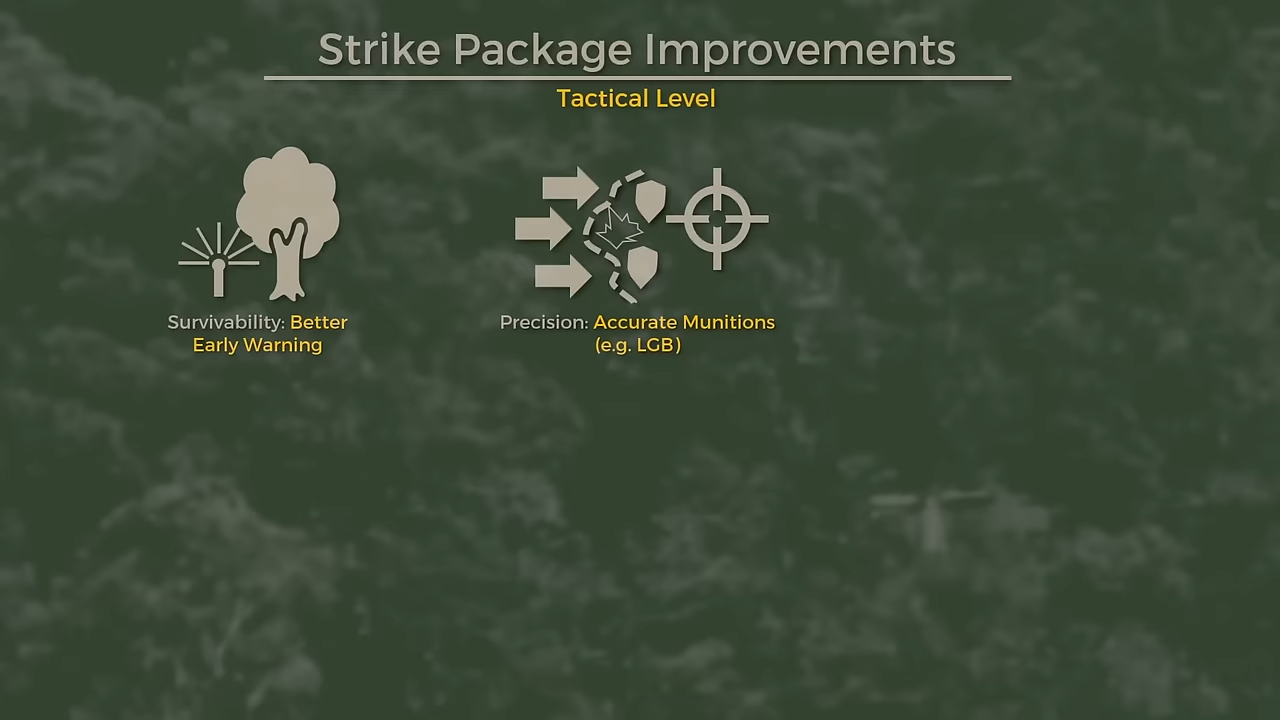 Strike Package Improvements
Tactical Level
Survivability: Better
Early Warning
Precision: Accurate Munitions
(e.g. LGB)